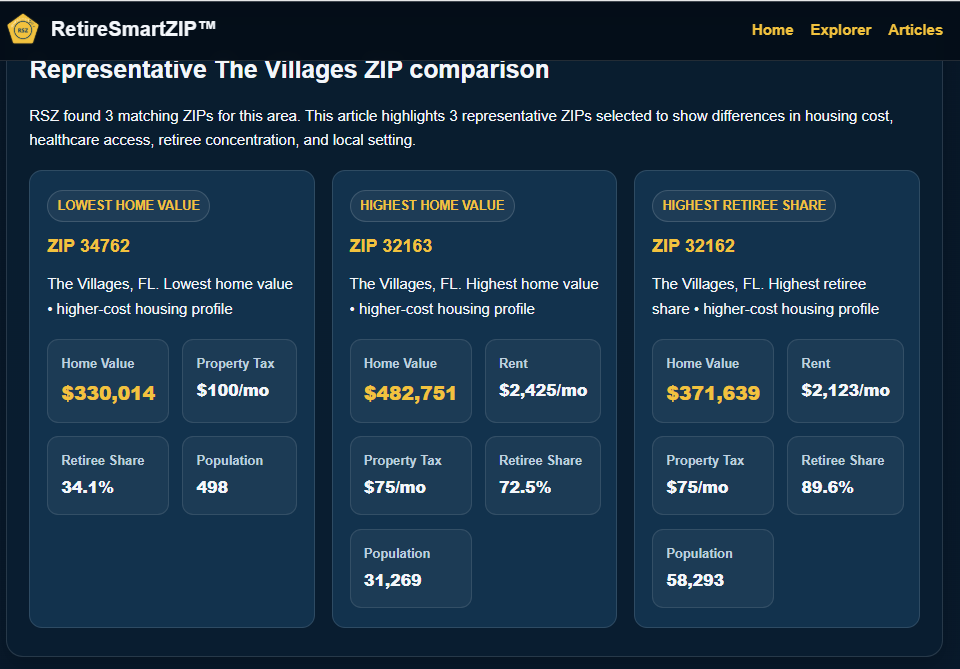 RSZ
RetireSmartZIP™
Home Explorer Articles
Representative The Villages ZIP comparison
RSZ found 3 matching ZIPs for this area. This article highlights 3 representative ZIPs selected to show differences in housing cost,
healthcare access, retiree concentration, and local setting.
LOWEST HOME VALUE
ZIP 34762
The Villages, FL. Lowest home value
• higher-cost housing profile
Home Value
$330,014
Property Tax
$100/mo
Retiree Share
34.1%
Population
498
HIGHEST HOME VALUE
ZIP 32163
The Villages, FL. Highest home value
• higher-cost housing profile
Home Value
$482,751
Rent
$2,425/mo
Property Tax
$75/mo
Retiree Share
72.5%
Population
31,269
HIGHEST RETIREE SHARE
ZIP 32162
The Villages, FL. Highest retiree
share • higher-cost housing profile
Home Value
$371,639
Rent
$2,123/mo
Property Tax
$75/mo
Retiree Share
89.6%
Population
58,293